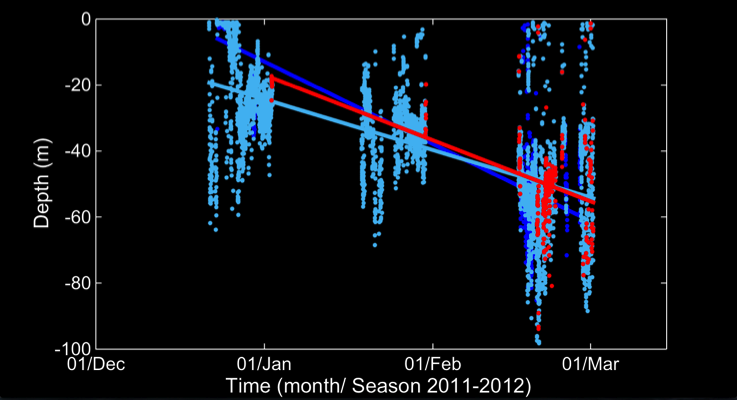 0
-20
-40
-60
-80
-100
Depth (m)
01/Dec 01/Jan 01/Feb 01/Mar
Time (month/ Season 2011-2012)